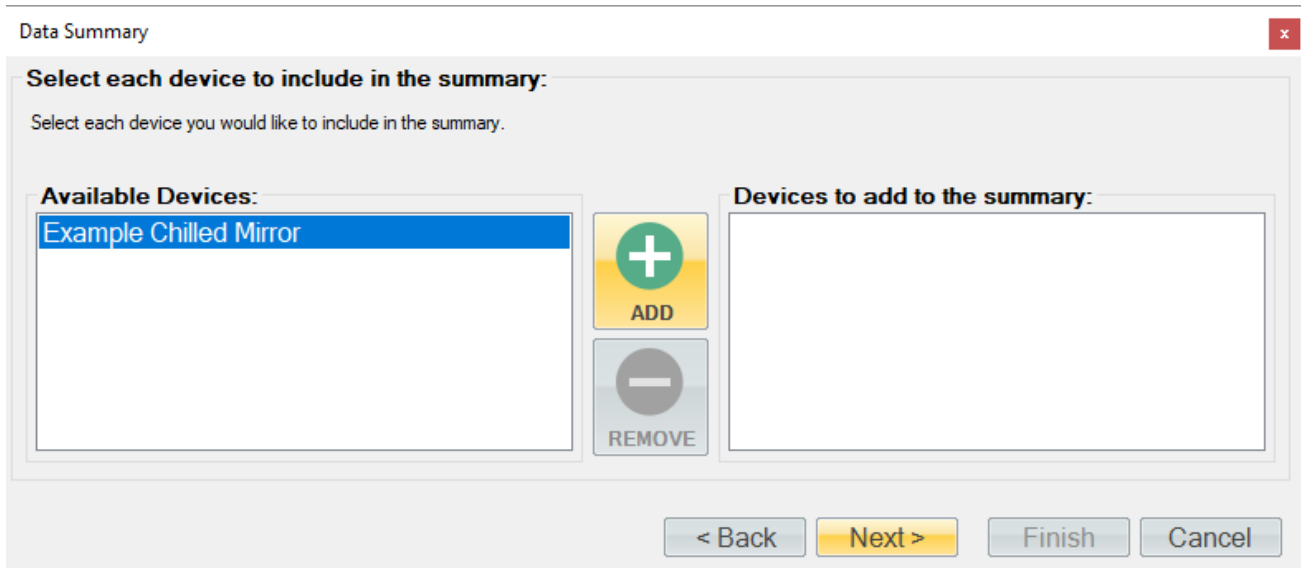 Data Summary
x
Select each device to include in the summary:
Select each device you would like to include in the summary.
Available Devices:
Example Chilled Mirror
ADD
REMOVE
Devices to add to the summary:
< Back
Next >
Finish
Cancel